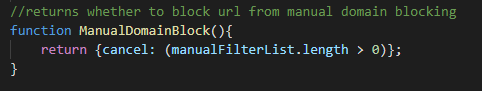 //returns whether to block url from manual domain blocking
function ManualDomainBlock(){
    return {cancel: (manualFilterList.length > 0)};
}